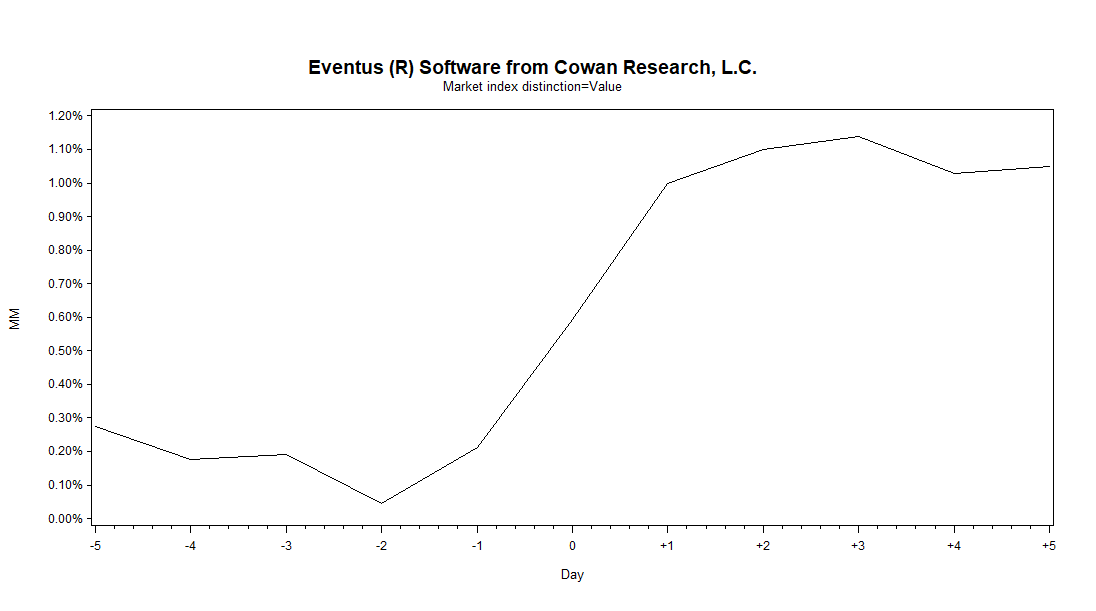 Eventus (R) Software from Cowan Research, L.C.
Market index distinction=Value
1.20%
1.10%
1.00%
0.90%
0.80%
0.70%
0.60%
0.50%
0.40%
0.30%
0.20%
0.10%
0.00%
MM
-5 -4 -3 -2 -1 0 +1 +2 +3 +4 +5
Day